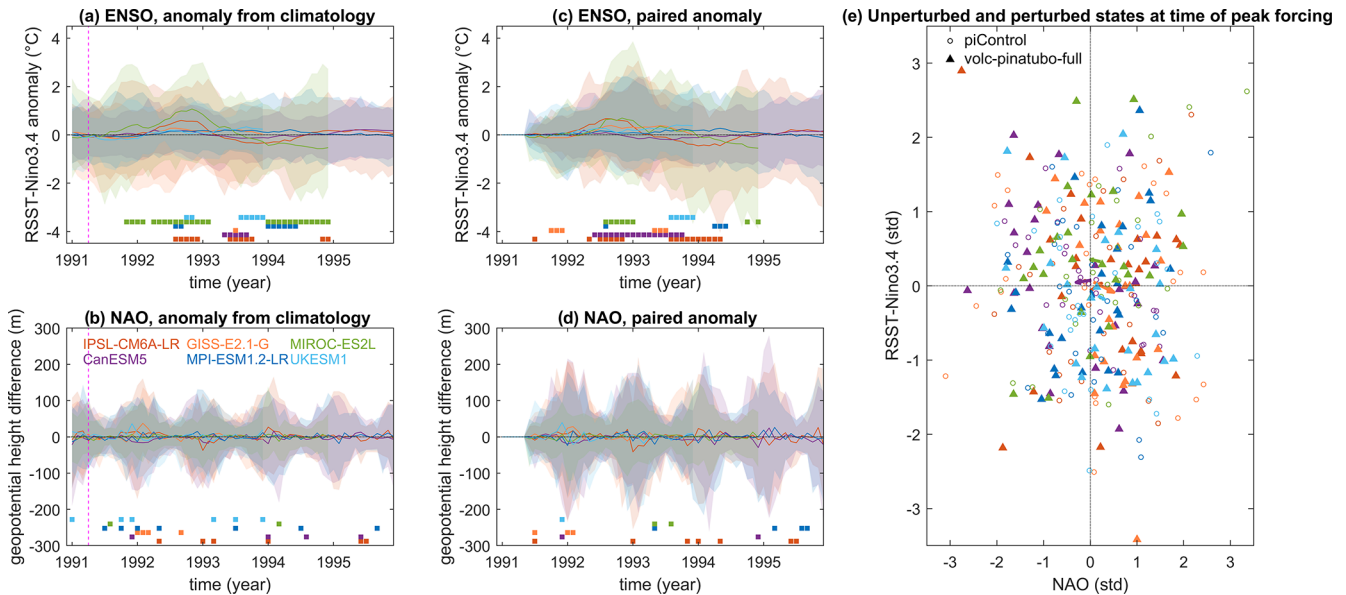 (a) ENSO, anomaly from climatology
RSST-Nino3.4 anomaly (°C)
4
2
0
-2
-4
1991 1992 1993 1994 1995
time (year)
(c) ENSO, paired anomaly
RSST-Nino3.4 anomaly (°C)
4
2
0
-2
-4
1991 1992 1993 1994 1995
time (year)
(b) NAO, anomaly from climatology
geopotential height difference (m)
300
200
100
0
-100
-200
-300
IPSL-CM6A-LR GISS-E2.1-G MIROC-ES2L
CanESM5 MPI-ESM1.2-LR UKESM1
1991 1992 1993 1994 1995
time (year)
(d) NAO, paired anomaly
geopotential height difference (m)
300
200
100
0
-100
-200
-300
1991 1992 1993 1994 1995
time (year)
(e) Unperturbed and perturbed states at time of peak forcing
piControl
volc-pinatubo-full
RSST-Nino3.4 (std)
3
2
1
0
-1
-2
-3
-3 -2 -1 0 1 2 3
NAO (std)